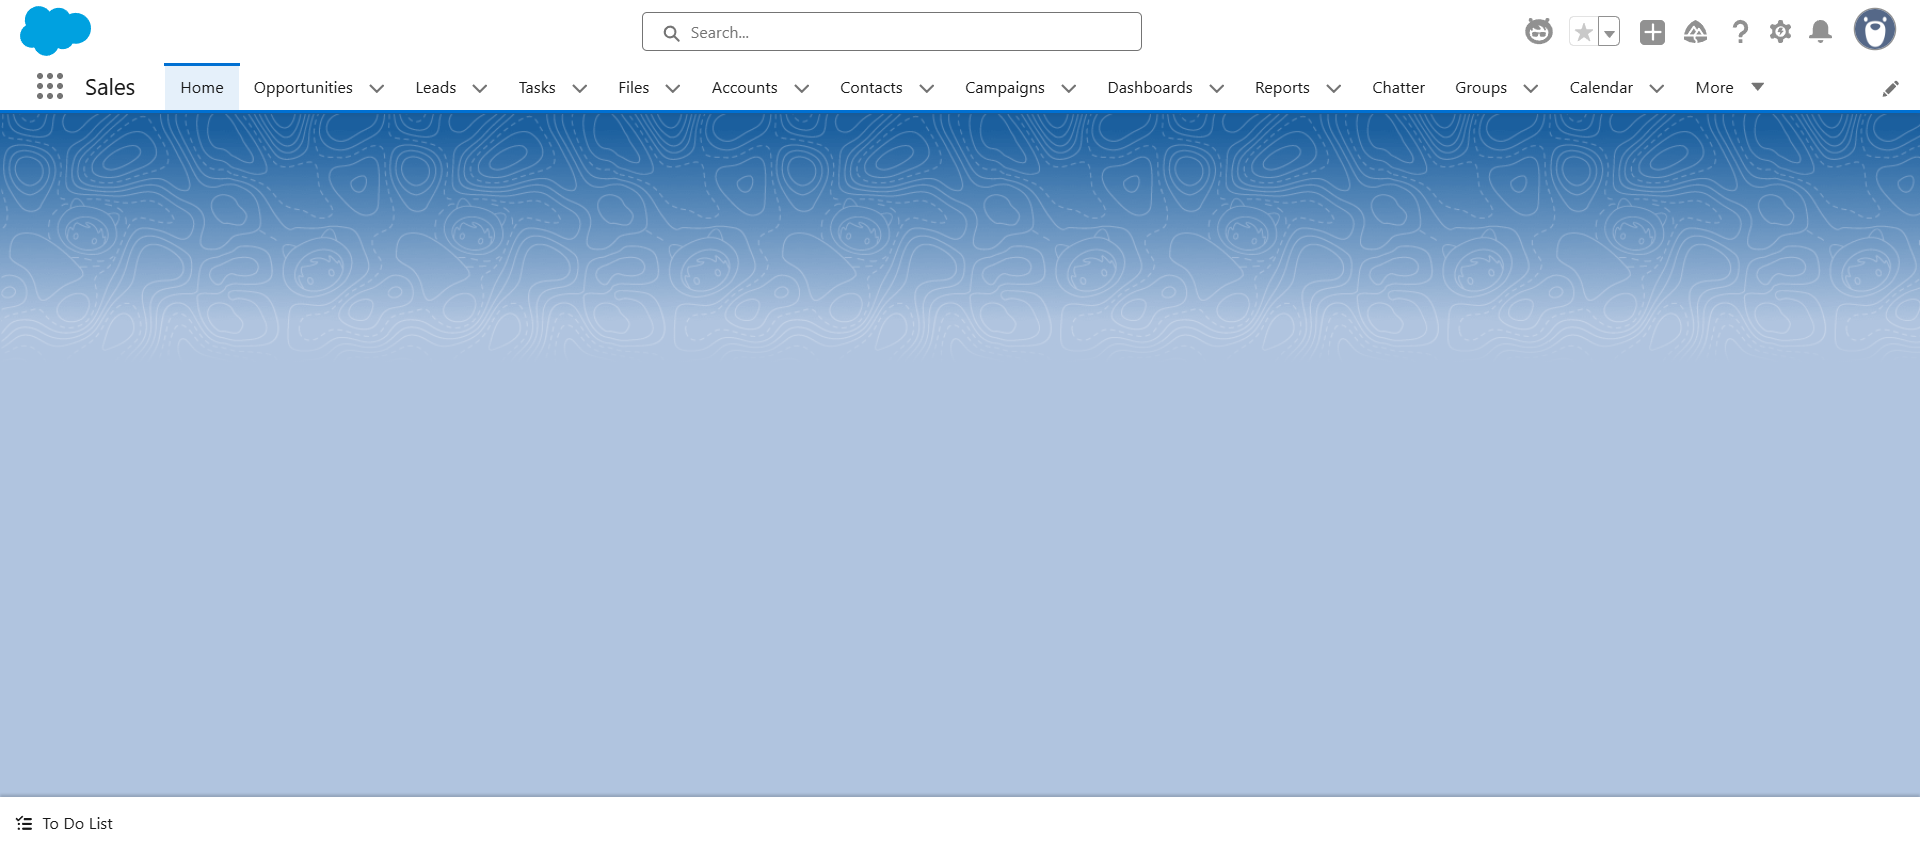 Search...
Sales
Home
Opportunities
Leads
Tasks
Files
Accounts
Contacts
Campaigns
Dashboards
Reports
Chatter
Groups
Calendar
More
To Do List